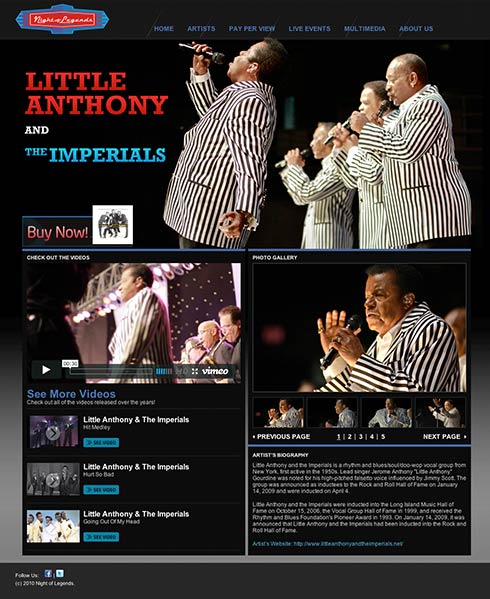 Night of Legends
HOME ARTISTS PAY PER VIEW LIVE EVENTS MULTIMEDIA ABOUT US
LITTLE
ANTHONY
AND
THE IMPERIALS
Buy Now!
CHECK OUT THE VIDEOS
00:30
HD
vimeo
See More Videos
Check out all of the videos released over the years!
Little Anthony & The Imperials
Hit Medley
SEE VIDEO
Little Anthony & The Imperials
Hurt So Bad
SEE VIDEO
Little Anthony & The Imperials
Going Out Of My Head
SEE VIDEO
PHOTO GALLERY
PREVIOUS PAGE 1 | 2 | 3 | 4 | 5 NEXT PAGE
ARTIST'S BIOGRAPHY
Little Anthony and the Imperials is a rhythm and blues/soul/doo-wop vocal group from
New York, first active in the 1950s. Lead singer Jerome Anthony "Little Anthony"
Gourdine was noted for his high-pitched falsetto voice influenced by Jimmy Scott. The
group was announced as inductees to the Rock and Roll Hall of Fame on January
14, 2009 and were inducted on April 4.
Little Anthony and the Imperials were inducted into the Long Island Music Hall of
Fame on October 15, 2006, the Vocal Group Hall of Fame in 1999, and received the
Rhythm and Blues Foundation's Pioneer Award in 1993. On January 14, 2009, it was
announced that Little Anthony and the Imperials had been inducted into the Rock and
Roll Hall of Fame.
Artist's Website: http://www.littleanthonyandtheimperials.net/
Follow Us: f | t
(c) 2010 Night of Legends.